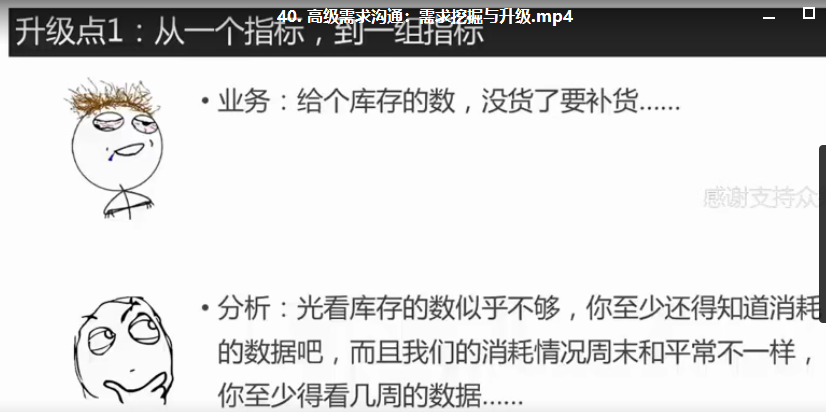 40. 高级需求沟通：需求挖掘与升级.mp4
升级点1：从一个指标，到一组指标
• 业务：给个库存的数，没货了要补货……
感谢支持众
• 分析：光看库存的数似乎不够，你至少还得知道消耗
的数据吧，而且我们的消耗情况周末和平常不一样，
你至少得看几周的数据……